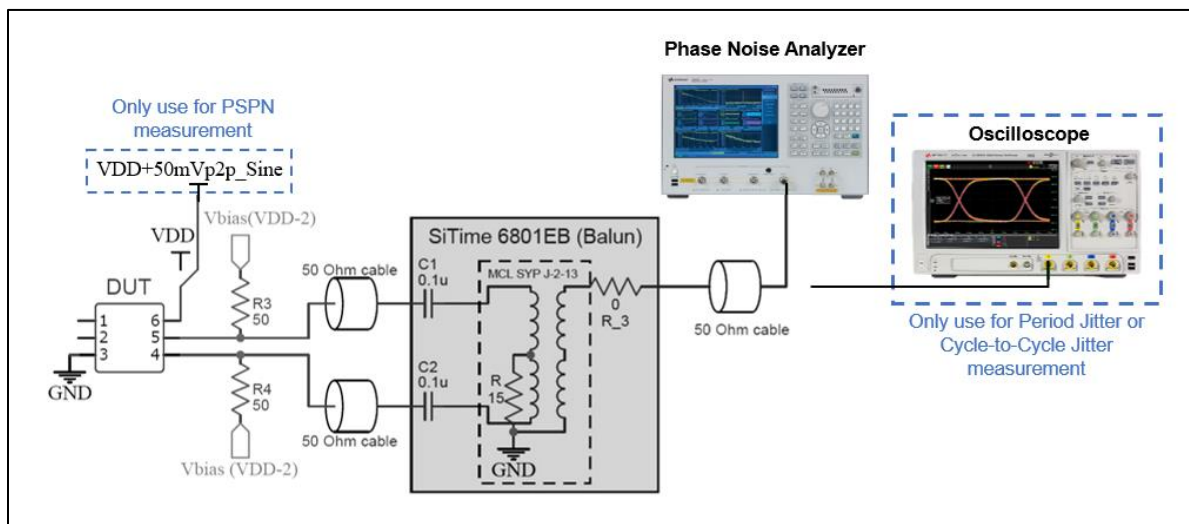 Phase Noise Analyzer
Only use for PSPN
measurement
VDD+50mVp2p_Sine
Oscilloscope
Vbias(VDD-2)
VDD
SiTime 6801EB (Balun)
50 Ohm cable
C1
0.1u
MCL SYP J-2-13
DUT
R3
50
1
2
3
6
5
4
0
R_3
50 Ohm cable
Only use for Period Jitter or
Cycle-to-Cycle Jitter
measurement
GND
R4
50
C2
0.1u
R
15
50 Ohm cable
GND
Vbias (VDD-2)